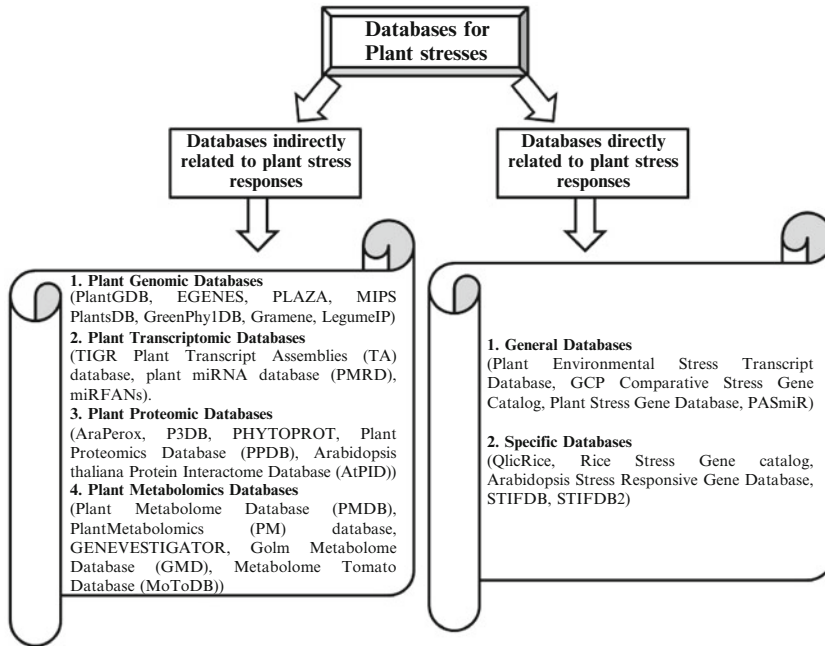 Databases for
Plant stresses
Databases indirectly
related to plant stress
responses
Databases directly
related to plant stress
responses
1. Plant Genomic Databases
(PlantGDB, EGENES, PLAZA, MIPS
PlantsDB, GreenPhy1DB, Gramene, LegumeIP)
2. Plant Transcriptomic Databases
(TIGR Plant Transcript Assemblies (TA)
database, plant miRNA database (PMRD),
miRFANs).
3. Plant Proteomic Databases
(AraPerox, P3DB, PHYTOPROT, Plant
Proteomics Database (PPDB), Arabidopsis
thaliana Protein Interactome Database (AtPID))
4. Plant Metabolomics Databases
(Plant Metabolome Database (PMDB),
PlantMetabolomics (PM) database,
GENEVESTIGATOR, Golm Metabolome
Database (GMD), Metabolome Tomato
Database (MoToDB))
1. General Databases
(Plant Environmental Stress Transcript
Database, GCP Comparative Stress Gene
Catalog, Plant Stress Gene Database, PASmiR)
2. Specific Databases
(QlicRice, Rice Stress Gene catalog,
Arabidopsis Stress Responsive Gene Database,
STIFDB, STIFDB2)